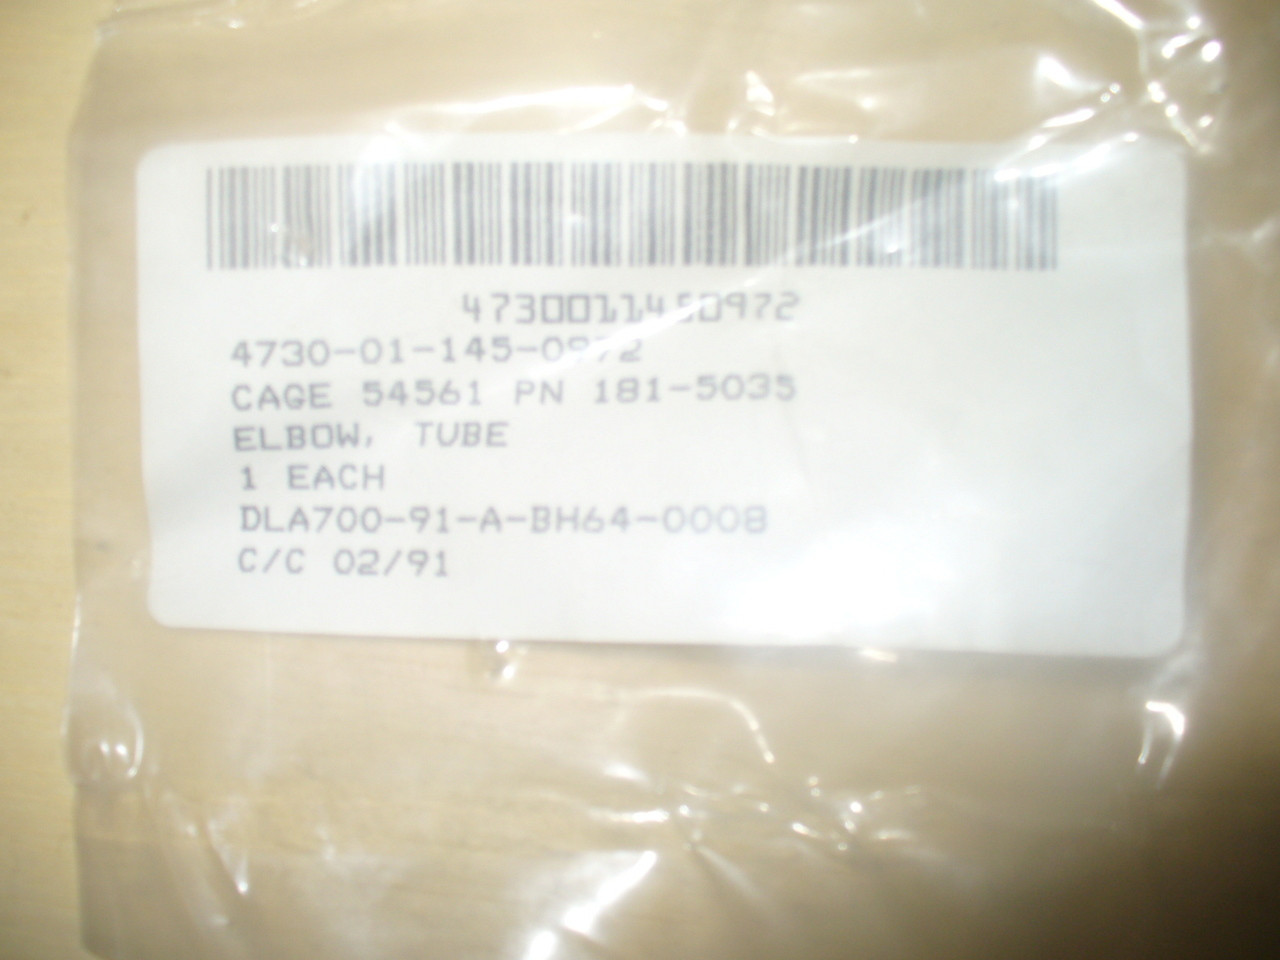 4730011450972
4730-01-145-0972
CAGE 54561 PN 181-5035
ELBOW, TUBE
1 EACH
DLA700-91-A-BH64-0008
C/C 02/91